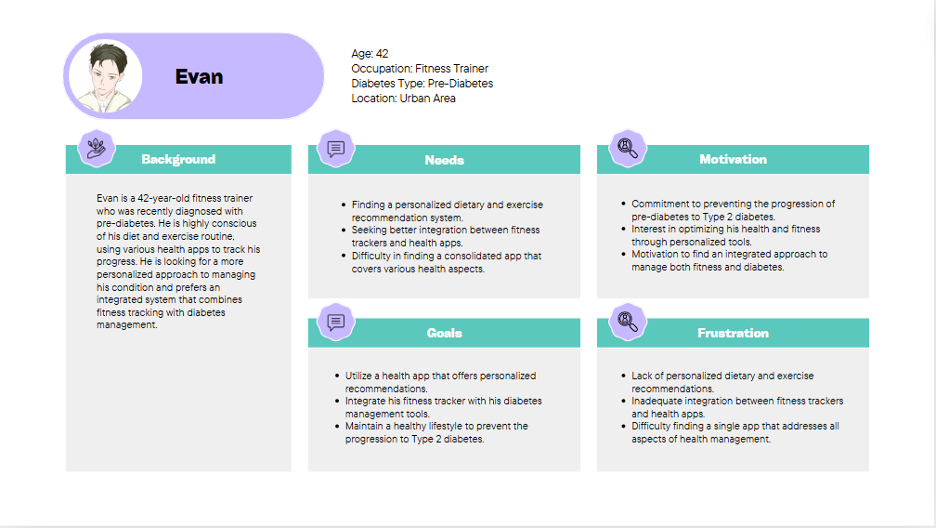 Evan
Age: 42
Occupation: Fitness Trainer
Diabetes Type: Pre-Diabetes
Location: Urban Area
Background
Evan is a 42-year-old fitness trainer
who was recently diagnosed with
pre-diabetes. He is highly conscious
of his diet and exercise routine,
using various health apps to track his
progress. He is looking for a more
personalized approach to managing
his condition and prefers an
integrated system that combines
fitness tracking with diabetes
management.
Needs
• Finding a personalized dietary and exercise
recommendation system.
• Seeking better integration between fitness
trackers and health apps.
• Difficulty in finding a consolidated app that
covers various health aspects.
Motivation
• Commitment to preventing the progression of
pre-diabetes to Type 2 diabetes.
• Interest in optimizing his health and fitness
through personalized tools.
• Motivation to find an integrated approach to
manage both fitness and diabetes.
Goals
• Utilize a health app that offers personalized
recommendations.
• Integrate his fitness tracker with his diabetes
management tools.
• Maintain a healthy lifestyle to prevent the
progression to Type 2 diabetes.
Frustration
• Lack of personalized dietary and exercise
recommendations.
• Inadequate integration between fitness trackers
and health apps.
• Difficulty finding a single app that addresses all
aspects of health management.